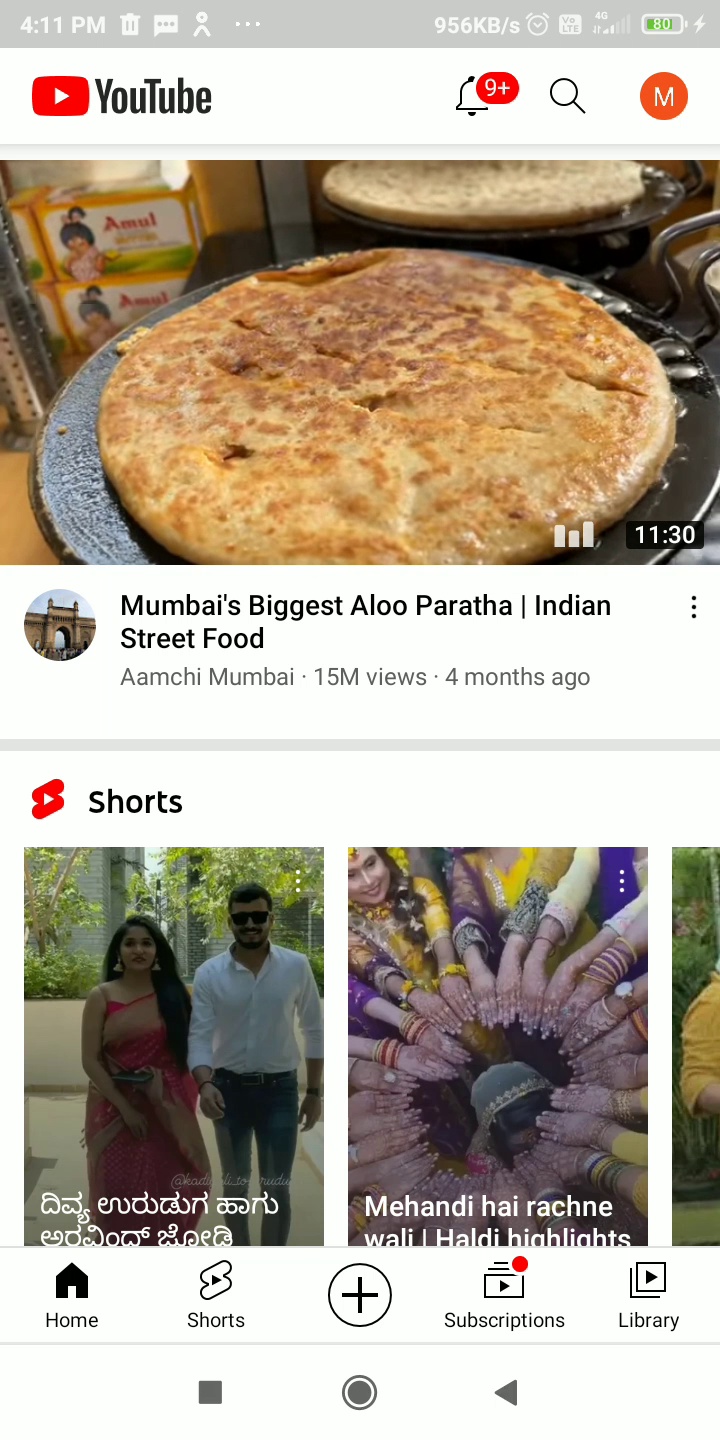 4:11 PM
956KB/s
Vo
LTE
4G
80
YouTube
9+
M
Amul
Amul
11:30
Mumbai's Biggest Aloo Paratha | Indian
Street Food
Aamchi Mumbai · 15M views · 4 months ago
Shorts
ದಿವ್ಯ ಉರುಡುಗ ಹಾಗು
ಅರವಿಂದ್ ಜೋಡಿ
Mehandi hai rachne
wali | Haldi highlights
Home
Shorts
Subscriptions
Library